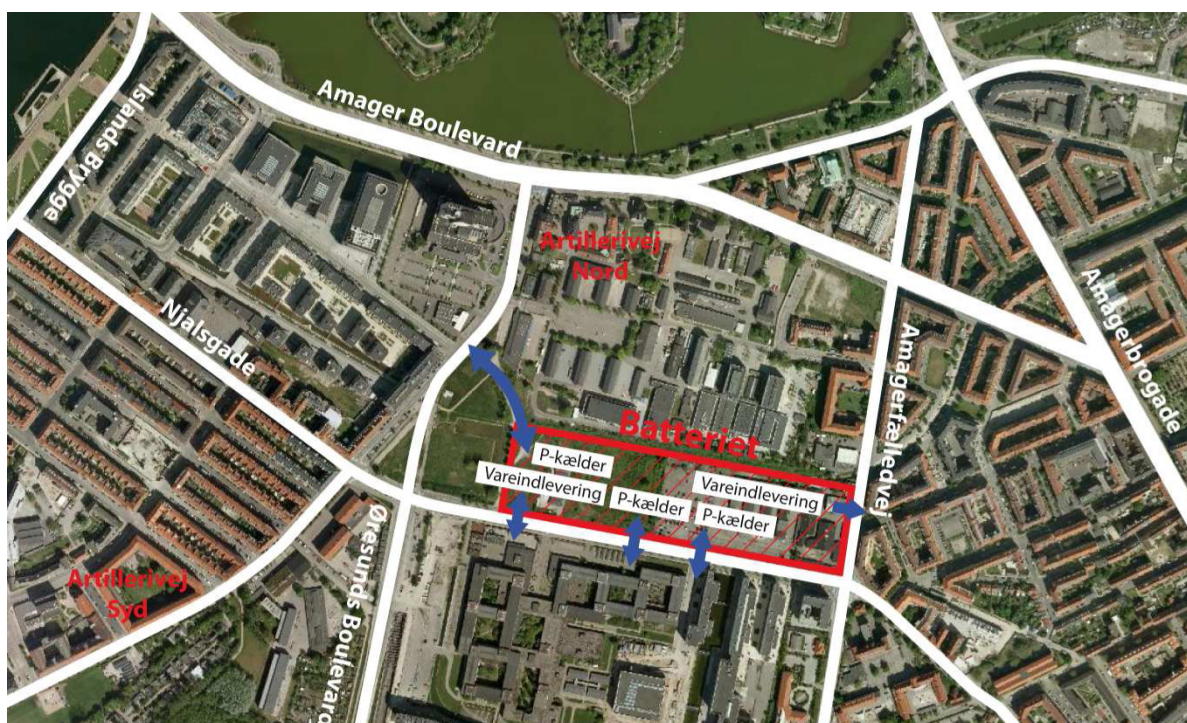 Amager Boulevard
Islands Brygge
Artillerivej
Nord
Njalsgade
Amagerbrogade
Amagerfælledvej
Batteriet
P-kælder
Vareindlevering
P-kælder
Vareindlevering
P-kælder
Øresunds Boulevard
Artillerivej
Syd